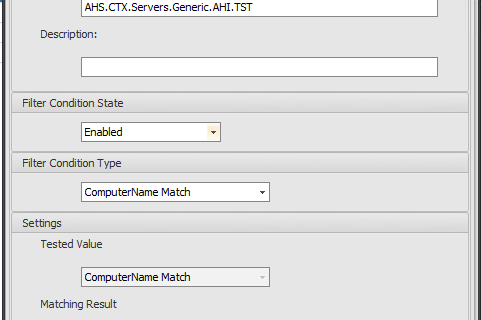 AHS.CTX.Servers.Generic.AHI.TST
Description:
Filter Condition State
Enabled
Filter Condition Type
ComputerName Match
Settings
Tested Value
ComputerName Match
Matching Result